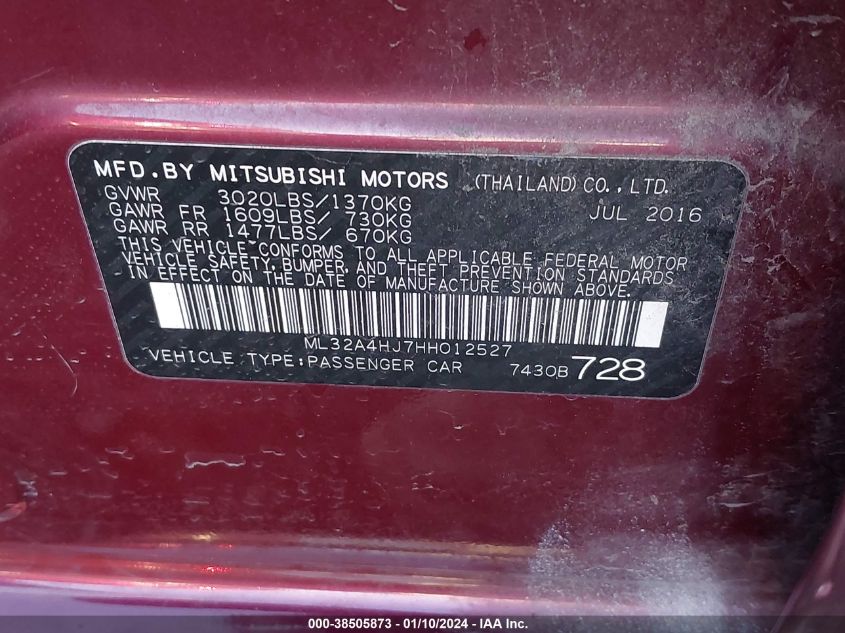 MFD.BY MITSUBISHI MOTORS (THAILAND) CO., LTD.
GVWR 3020LBS/1370KG JUL 2016
GAWR FR 1609LBS/ 730KG
GAWR RR 1477LBS/ 670KG
THIS VEHICLE CONFORMS TO ALL APPLICABLE FEDERAL MOTOR
VEHICLE SAFETY, BUMPER, AND THEFT PREVENTION STANDARDS
IN EFFECT ON THE DATE OF MANUFACTURE SHOWN ABOVE.
ML32A4HJ7HH012527
VEHICLE TYPE:PASSENGER CAR 7430B 728
000-38505873 - 01/10/2024 - © IAA Inc.